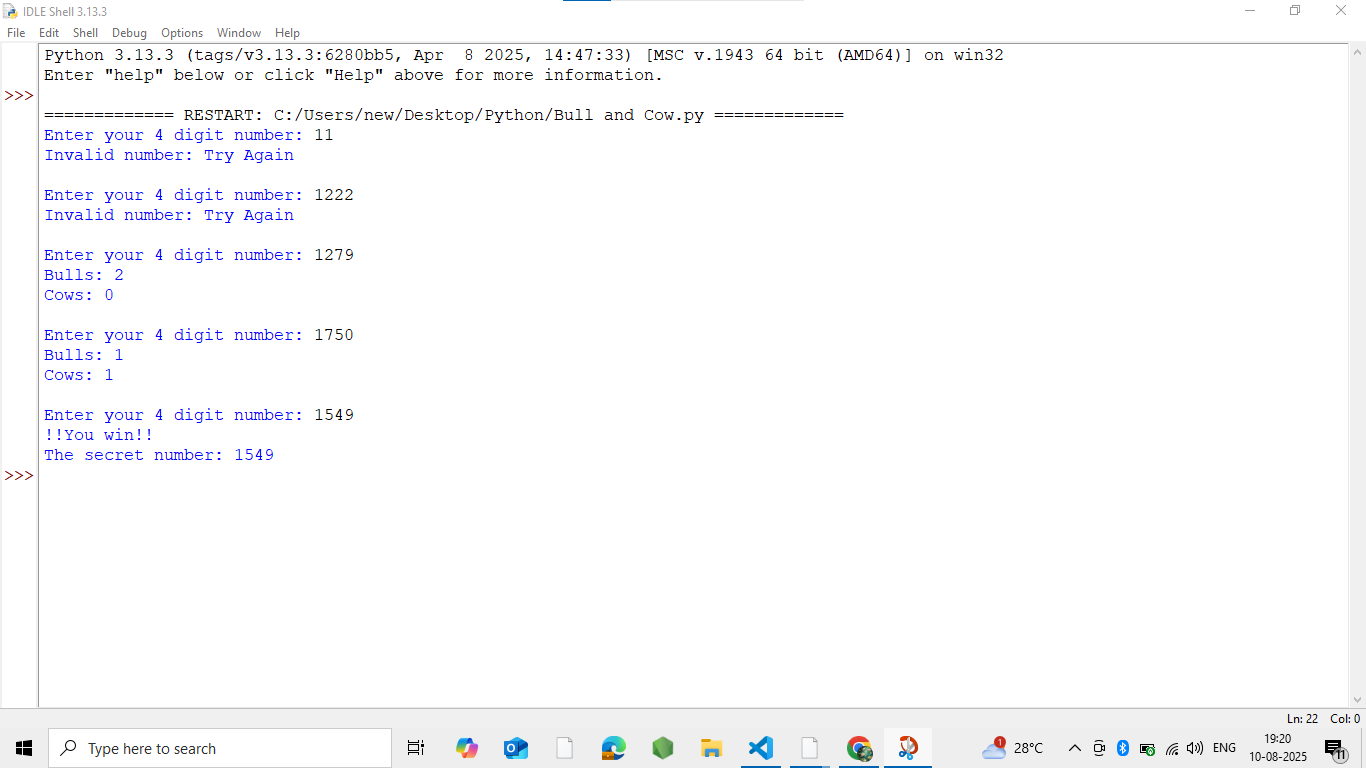 IDLE Shell 3.13.3
File Edit Shell Debug Options Window Help
Python 3.13.3 (tags/v3.13.3:6280bb5, Apr  8 2025, 14:47:33) [MSC v.1943 64 bit (AMD64)] on win32
Enter "help" below or click "Help" above for more information.
>>>
============= RESTART: C:/Users/new/Desktop/Python/Bull and Cow.py =============
Enter your 4 digit number: 11
Invalid number: Try Again
Enter your 4 digit number: 1222
Invalid number: Try Again
Enter your 4 digit number: 1279
Bulls: 2
Cows: 0
Enter your 4 digit number: 1750
Bulls: 1
Cows: 1
Enter your 4 digit number: 1549
!!You win!!
The secret number: 1549
>>>
Ln: 22 Col: 0
Type here to search
1
28°C
ENG
19:20
10-08-2025
11